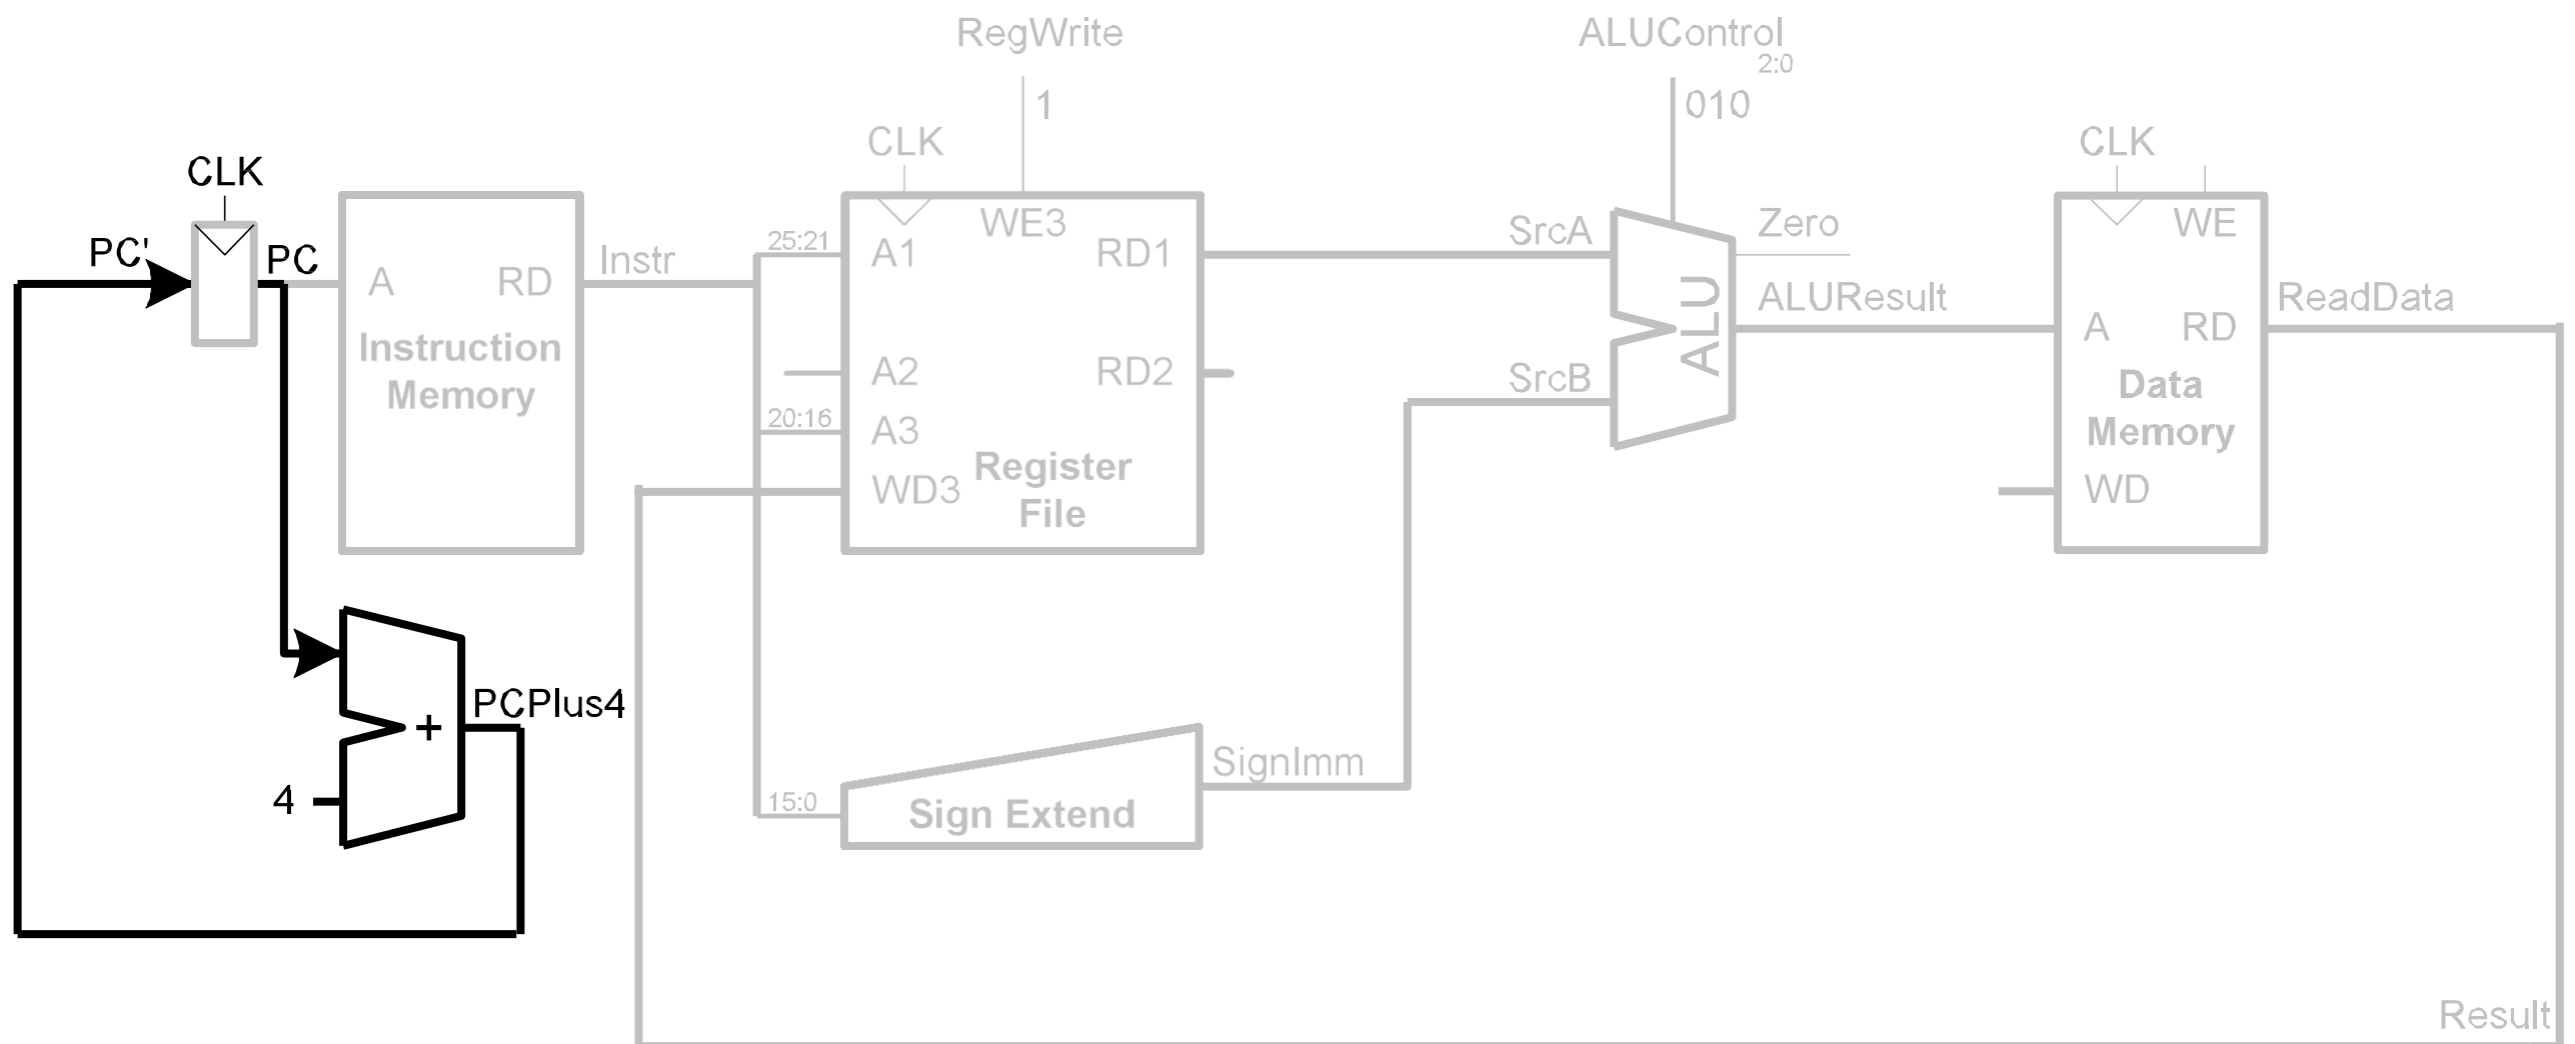 RegWrite
ALUControl
2:0
1
010
CLK
CLK
CLK
PC'
PC
A
RD
Instruction
Memory
Instr
25:21
A1
WE3
RD1
A2
RD2
20:16
A3
WD3
Register
File
SrcA
SrcB
ALU
Zero
ALUResult
WE
A
RD
Data
Memory
WD
ReadData
PCPlus4
+
4
15:0
Sign Extend
SignImm
Result